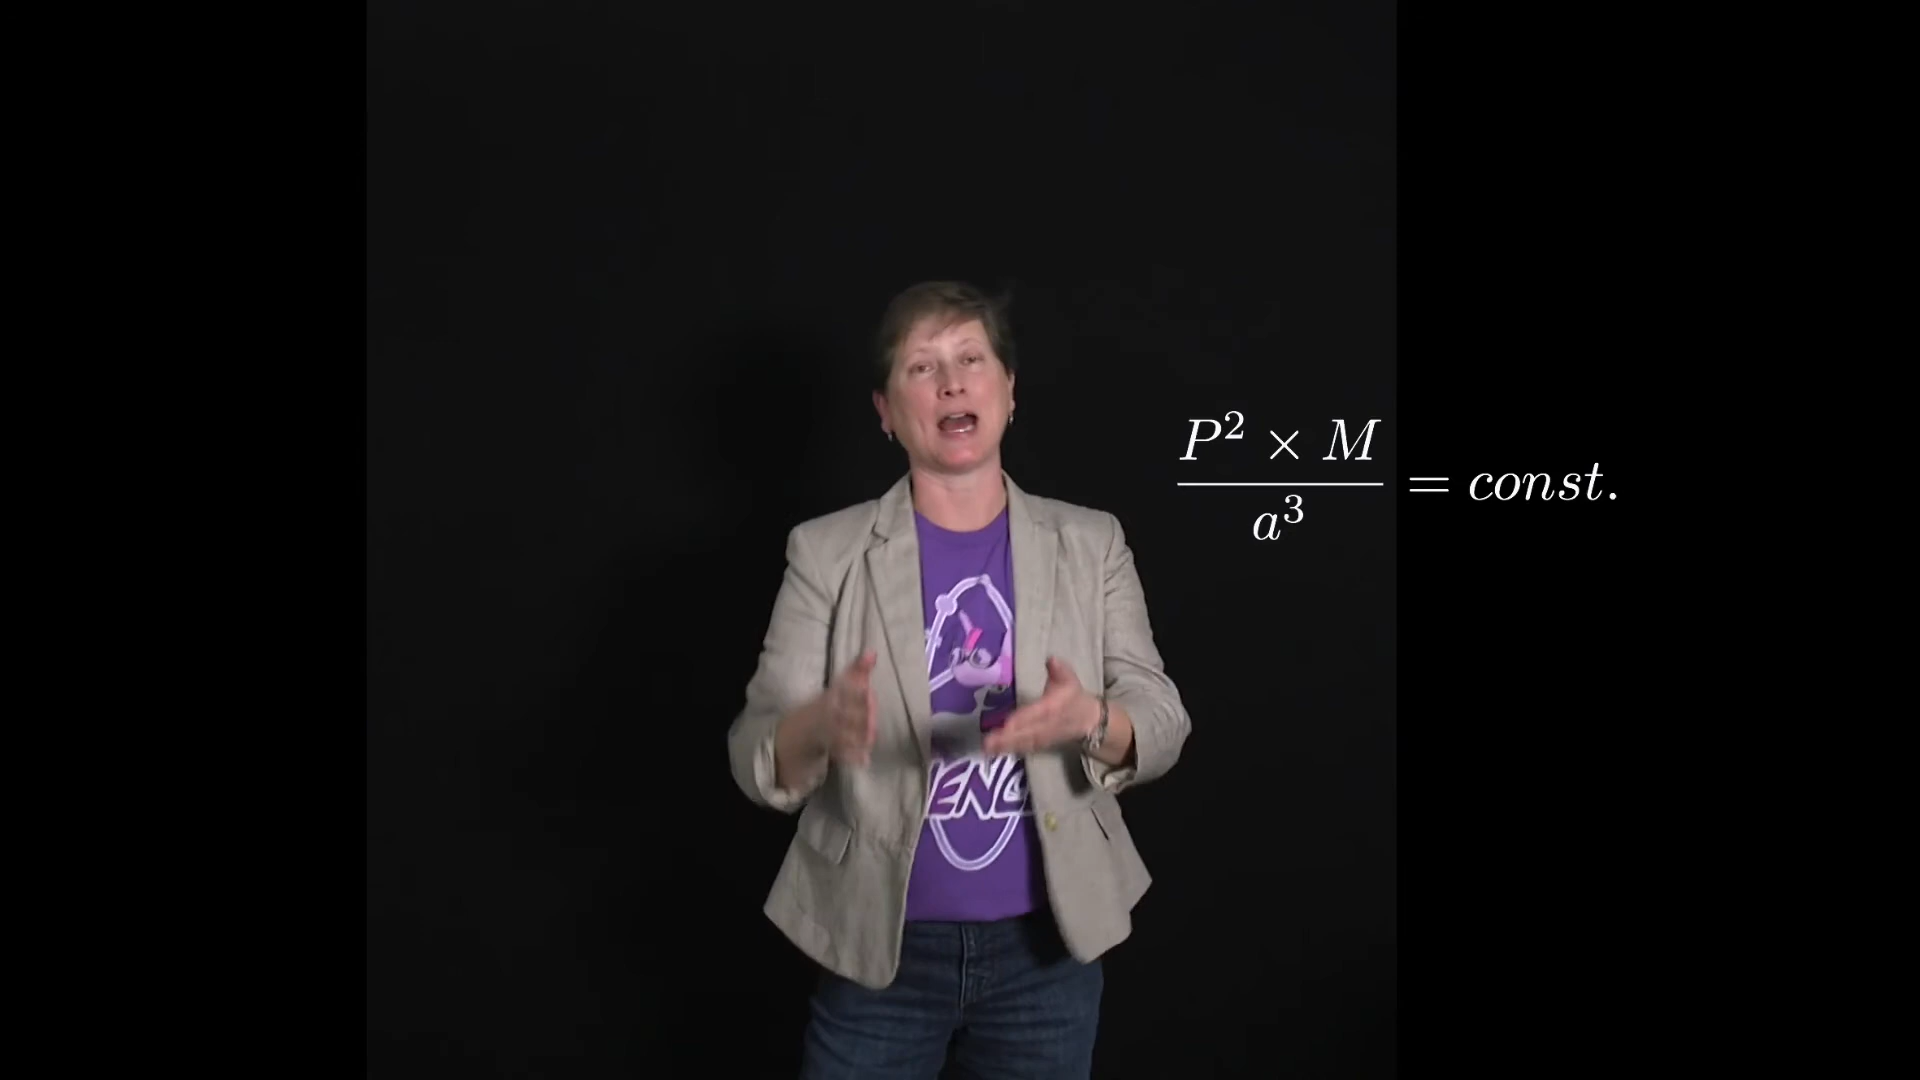 P² × M
a³
= const.